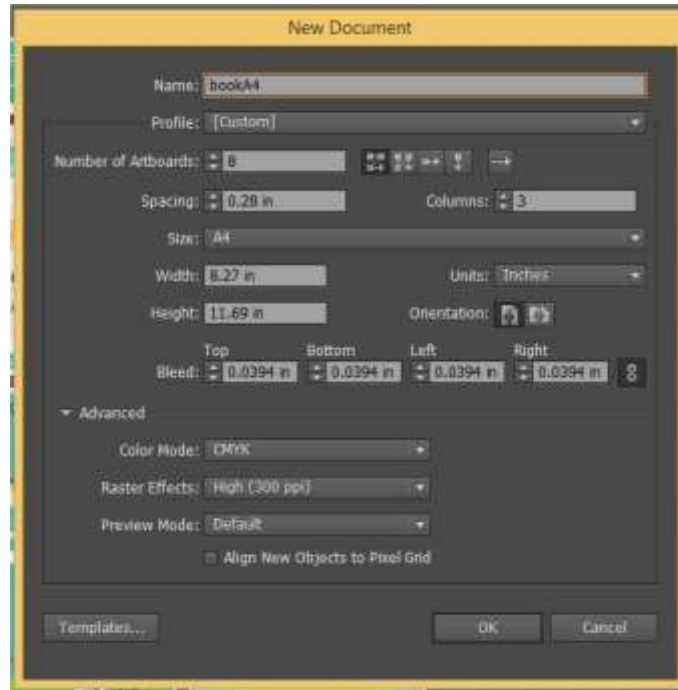 New Document
Name: bookA4
Profile: [Custom]
Number of Artboards: 8
Spacing: 0.28 in Columns: 3
Size: A4
Width: 8.27 in Units: Inches
Height: 11.69 in Orientation:
Top Bottom Left Right
Bleed: 0.0394 in 0.0394 in 0.0394 in 0.0394 in
Advanced
Color Mode: CMYK
Raster Effects: High (300 ppi)
Preview Mode: Default
Align New Objects to Pixel Grid
Templates... OK Cancel